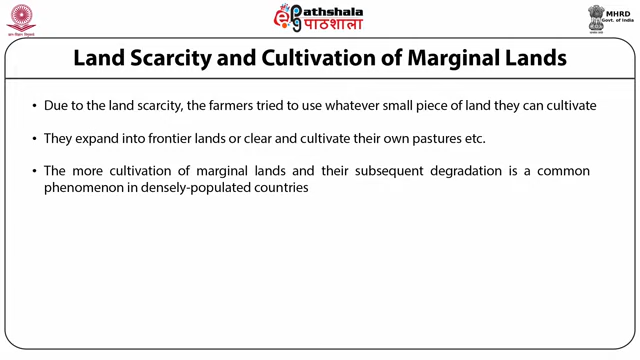 Pathshala
पाठशाला
MHRD
Govt. of India
Land Scarcity and Cultivation of Marginal Lands
• Due to the land scarcity, the farmers tried to use whatever small piece of land they can cultivate
• They expand into frontier lands or clear and cultivate their own pastures etc.
• The more cultivation of marginal lands and their subsequent degradation is a common
phenomenon in densely-populated countries